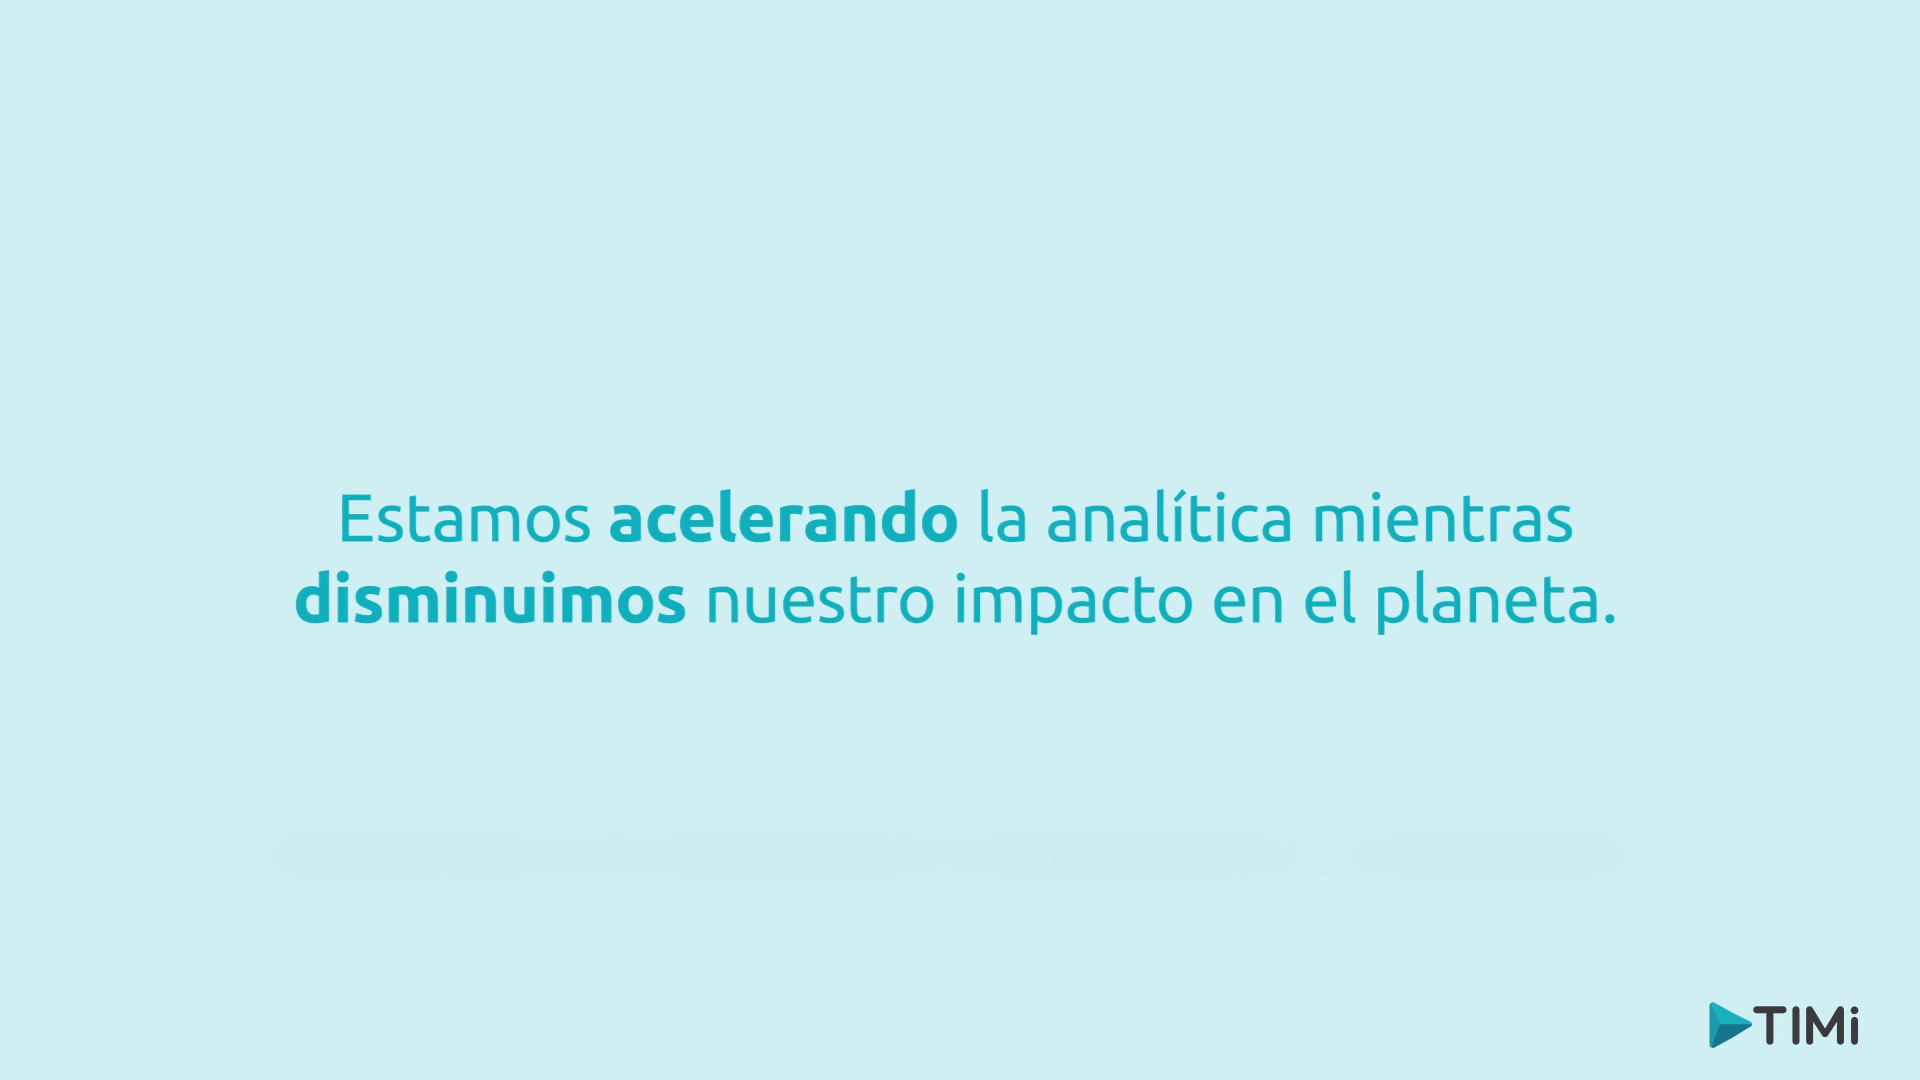 Estamos acelerando la analítica mientras
disminuimos nuestro impacto en el planeta.
TIMi